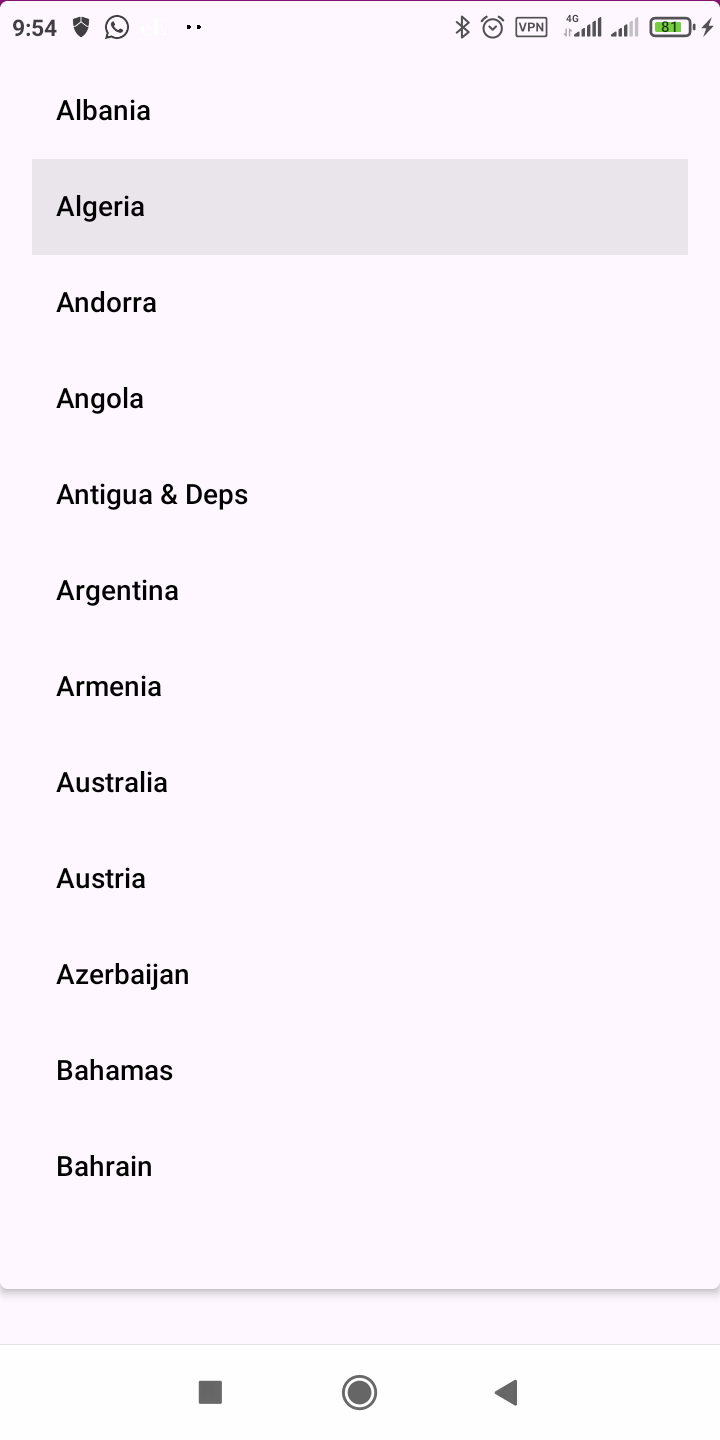 9:54 VPN 4G 81
Albania
Algeria
Andorra
Angola
Antigua & Deps
Argentina
Armenia
Australia
Austria
Azerbaijan
Bahamas
Bahrain